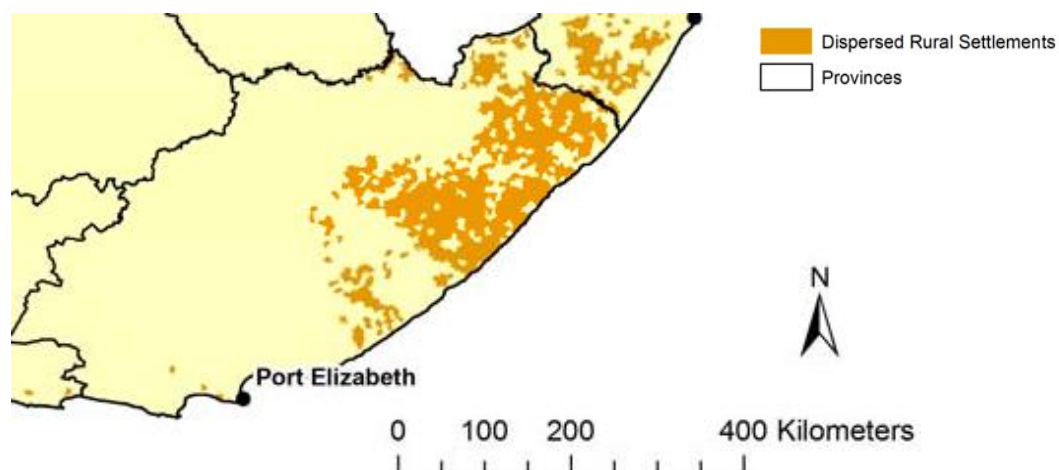 Dispersed Rural Settlements
Provinces
N
Port Elizabeth
0 100 200 400 Kilometers